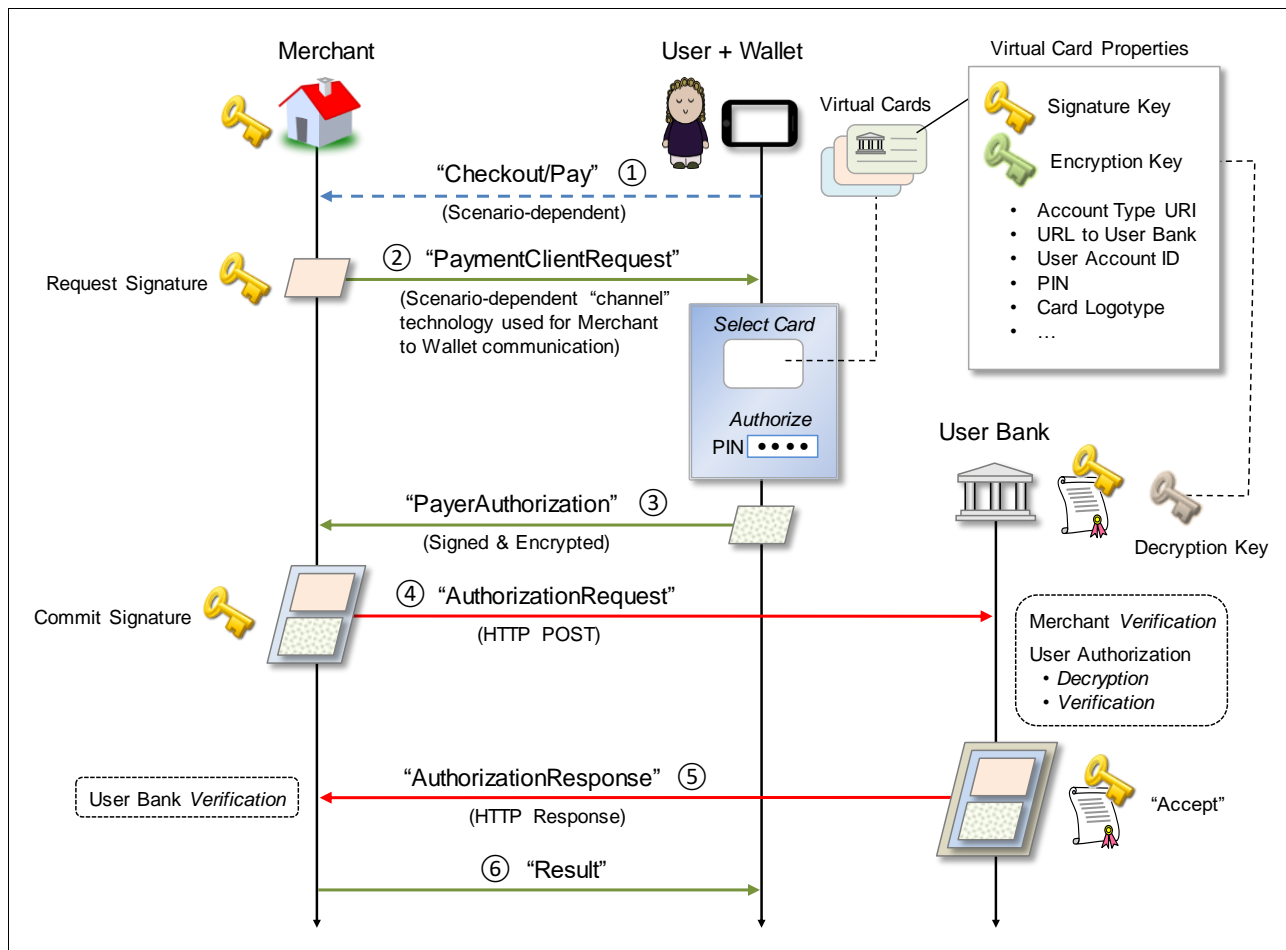 Merchant
User + Wallet
Virtual Card Properties
Virtual Cards
Signature Key
Encryption Key
“Checkout/Pay” ①
(Scenario-dependent)
• Account Type URI
• URL to User Bank
• User Account ID
• PIN
• Card Logotype
• …
Request Signature
② “PaymentClientRequest”
(Scenario-dependent “channel”
technology used for Merchant
to Wallet communication)
Select Card
Authorize
PIN ••••
User Bank
“PayerAuthorization” ③
(Signed & Encrypted)
Decryption Key
Commit Signature
④ “AuthorizationRequest”
(HTTP POST)
Merchant Verification
User Authorization
• Decryption
• Verification
“AuthorizationResponse” ⑤
(HTTP Response)
User Bank Verification
“Accept”
⑥ “Result”